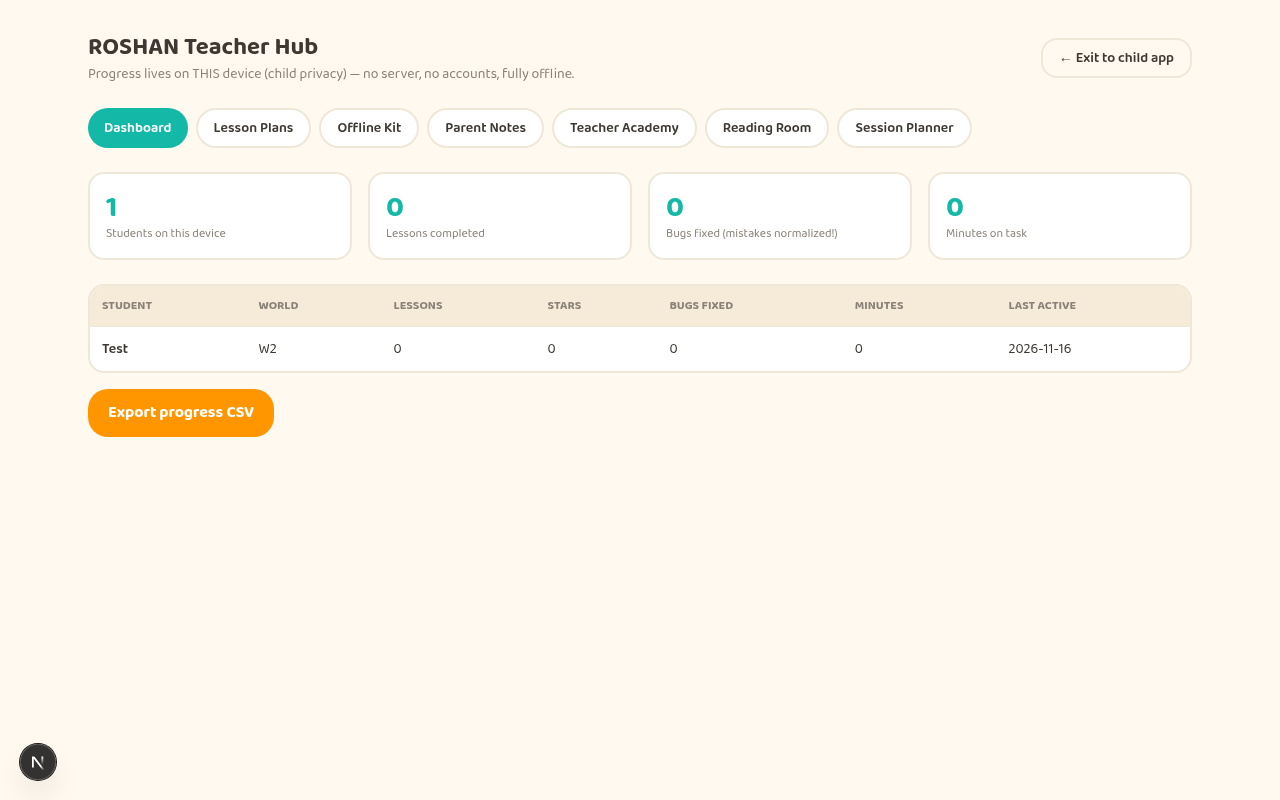 ROSHAN Teacher Hub
Progress lives on THIS device (child privacy) — no server, no accounts, fully offline.
← Exit to child app
Dashboard Lesson Plans Offline Kit Parent Notes Teacher Academy Reading Room Session Planner
1 0 0 0
Students on this device Lessons completed Bugs fixed (mistakes normalized!) Minutes on task
STUDENT WORLD LESSONS STARS BUGS FIXED MINUTES LAST ACTIVE
Test W2 0 0 0 0 2026-11-16
Export progress CSV
N